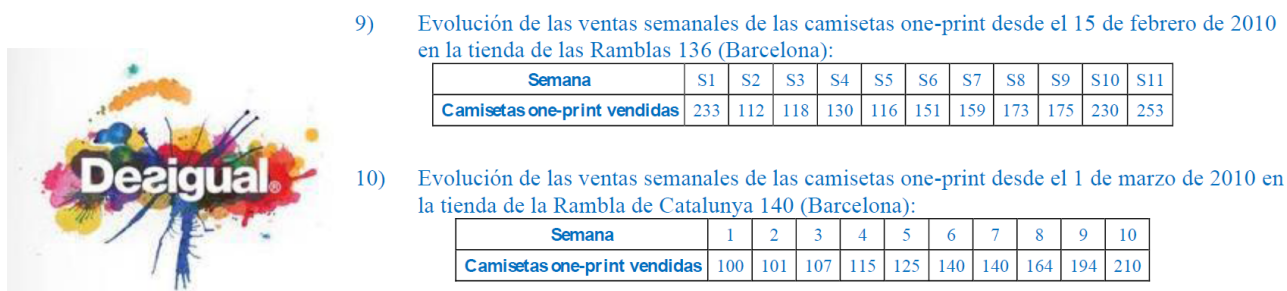 Desigual®
9) Evolución de las ventas semanales de las camisetas one-print desde el 15 de febrero de 2010
en la tienda de las Ramblas 136 (Barcelona):
Semana S1 S2 S3 S4 S5 S6 S7 S8 S9 S10 S11
Camisetas one-print vendidas 233 112 118 130 116 151 159 173 175 230 253
10) Evolución de las ventas semanales de las camisetas one-print desde el 1 de marzo de 2010 en
la tienda de la Rambla de Catalunya 140 (Barcelona):
Semana 1 2 3 4 5 6 7 8 9 10
Camisetas one-print vendidas 100 101 107 115 125 140 140 164 194 210